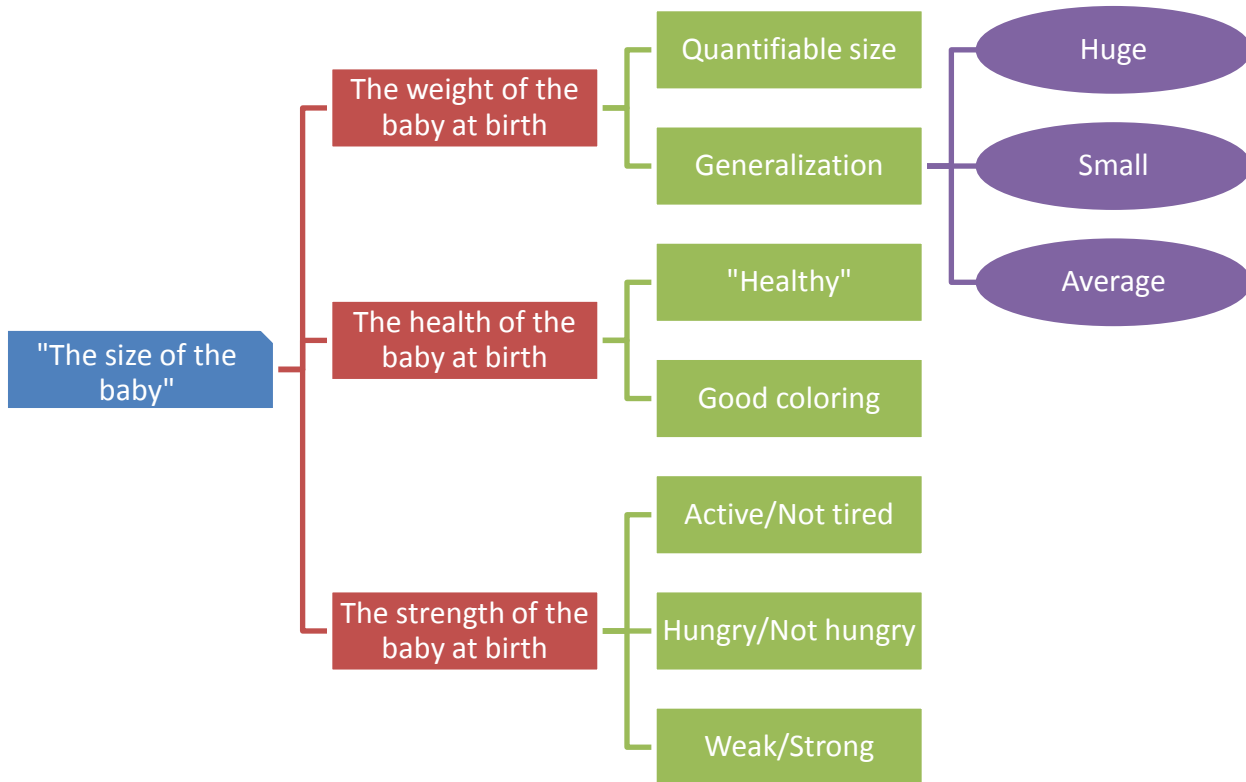 "The size of the
baby"
The weight of the
baby at birth
Quantifiable size
Generalization
Huge
Small
Average
The health of the
baby at birth
"Healthy"
Good coloring
The strength of the
baby at birth
Active/Not tired
Hungry/Not hungry
Weak/Strong